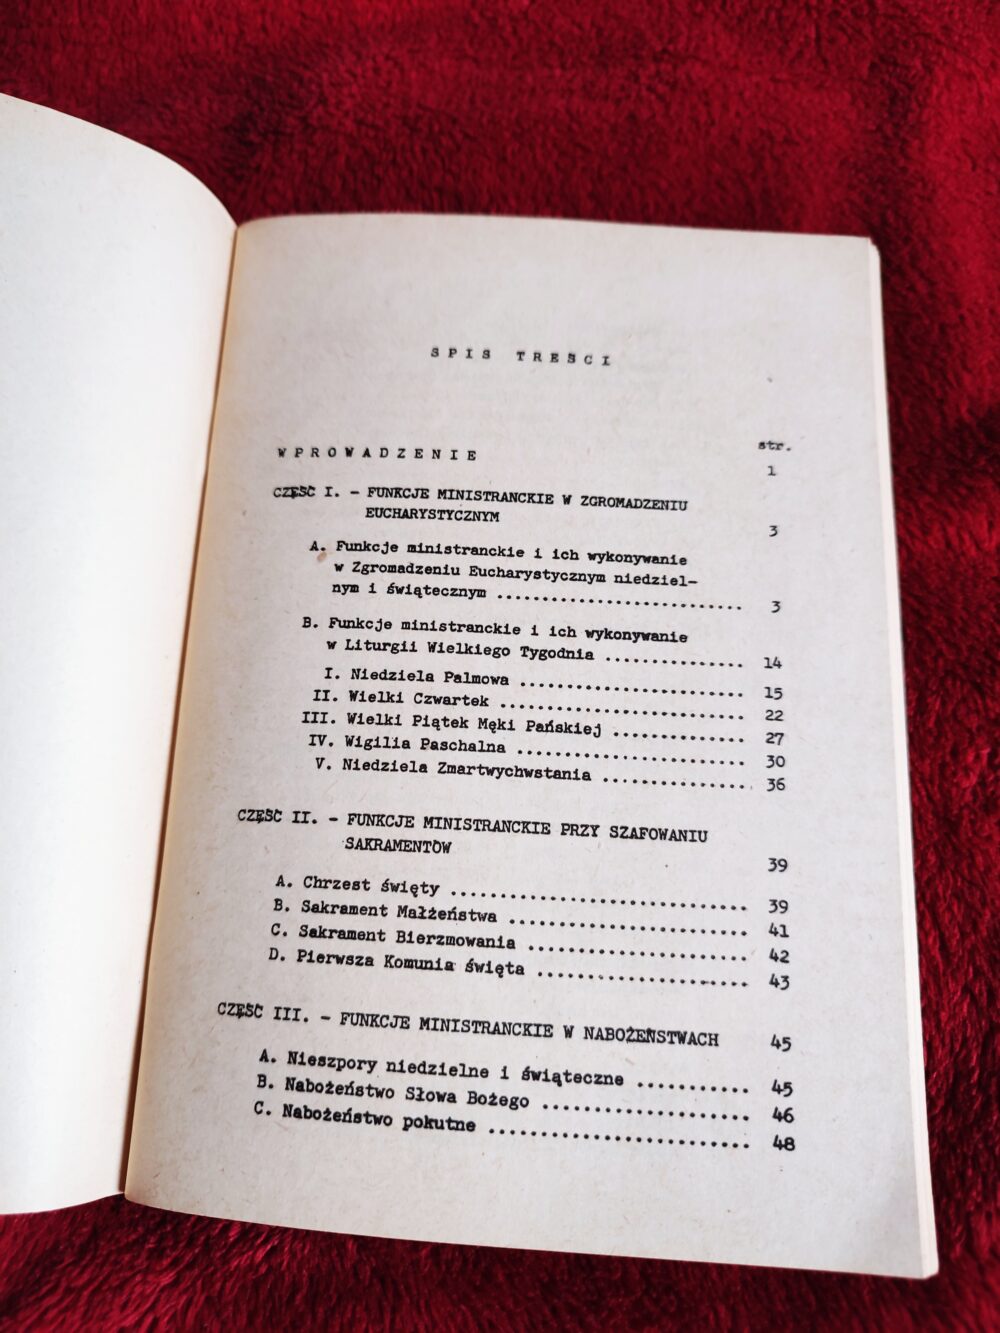 SPIS TREŚCI
str.
WPROWADZENIE 1
CZĘŚĆ I. - FUNKCJE MINISTRANCKIE W ZGROMADZENIU
EUCHARYSTYCZNYM 3
A. Funkcje ministranckie i ich wykonywanie
w Zgromadzeniu Eucharystycznym niedziel-
nym i świątecznym .......................... 3
B. Funkcje ministranckie i ich wykonywanie
w Liturgii Wielkiego Tygodnia ............... 14
I. Niedziela Palmowa ........................ 15
II. Wielki Czwartek .......................... 22
III. Wielki Piątek Męki Pańskiej .............. 27
IV. Wigilia Paschalna ........................ 30
V. Niedziela Zmartwychwstania ................ 36
CZĘŚĆ II. - FUNKCJE MINISTRANCKIE PRZY SZAFOWANIU
SAKRAMENTÓW 39
A. Chrzest święty ................................ 39
B. Sakrament Małżeństwa ......................... 41
C. Sakrament Bierzmowania ....................... 42
D. Pierwsza Komunia święta ...................... 43
CZĘŚĆ III. - FUNKCJE MINISTRANCKIE W NABOŻEŃSTWACH 45
A. Nieszpory niedzielne i świąteczne ............ 45
B. Nabożeństwo Słowa Bożego ...................... 46
C. Nabożeństwo pokutne ........................... 48